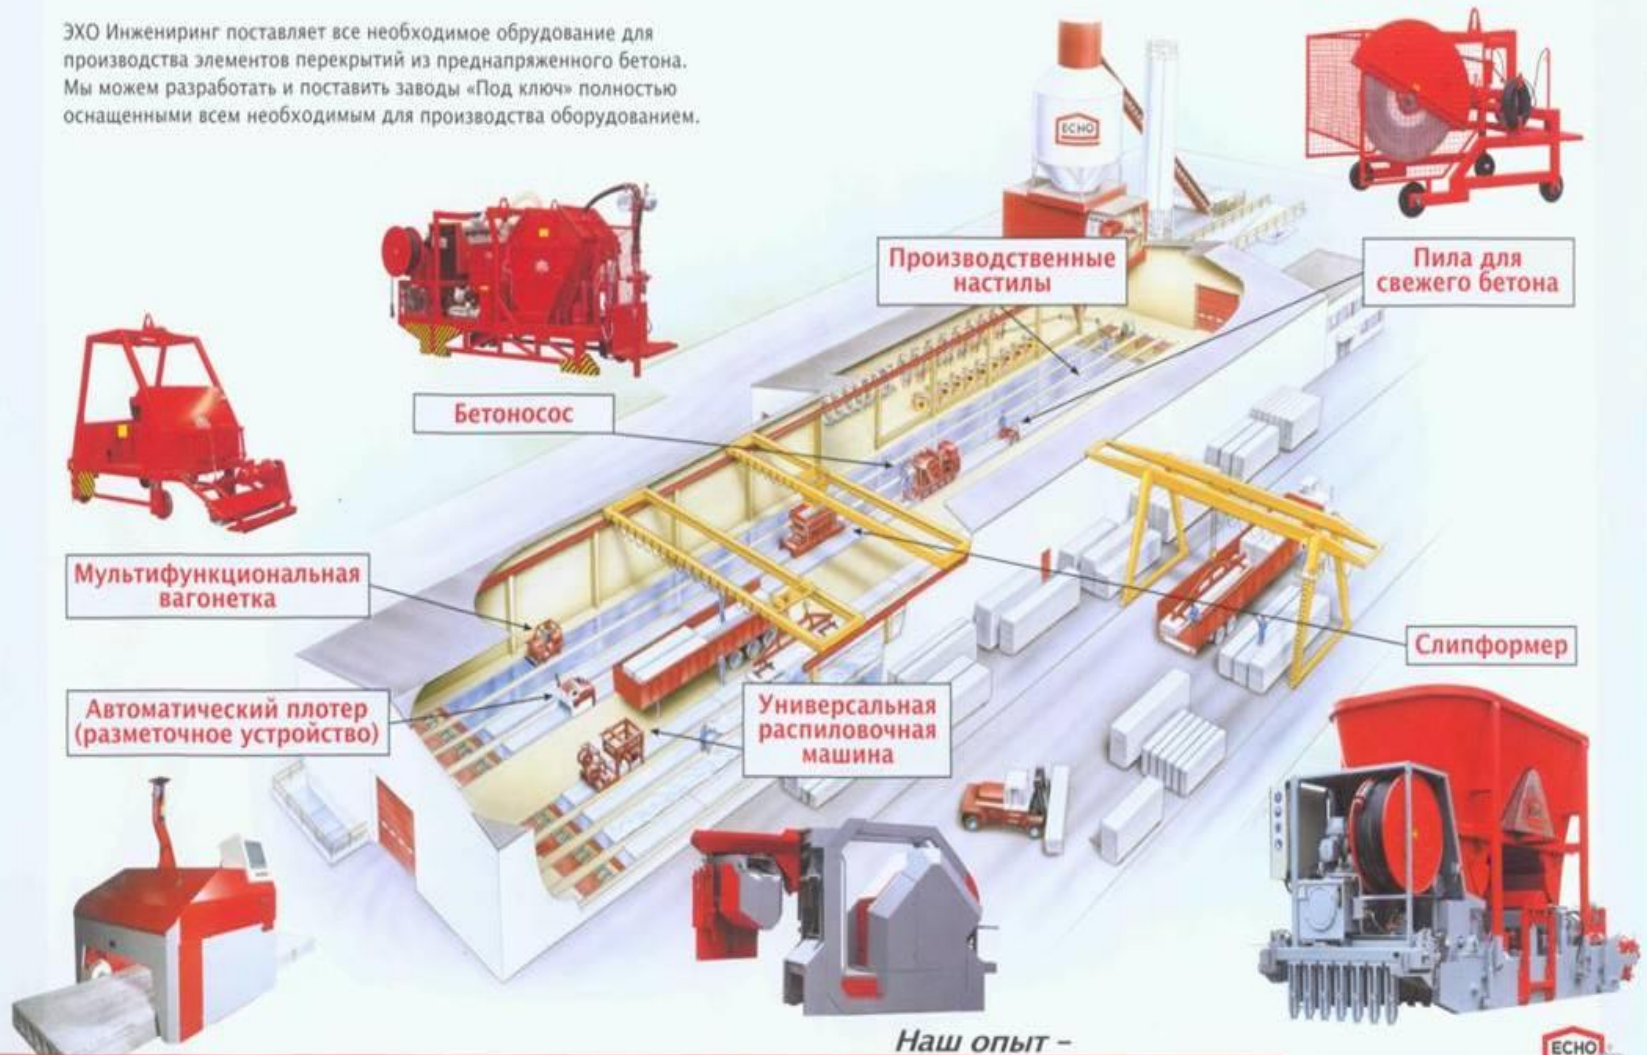 ЭХО Инжениринг поставляет все необходимое обрудование для
производства элементов перекрытий из преднапряженного бетона.
Мы можем разработать и поставить заводы «Под ключ» полностью
оснащенными всем необходимым для производства оборудованием.
ECHO
Производственные
настилы
Пила для
свежего бетона
Бетоносос
Мультифункциональная
вагонетка
Слипформер
Автоматический плотер
(разметочное устройство)
Универсальная
распиловочная
машина
Наш опыт –
ECHO